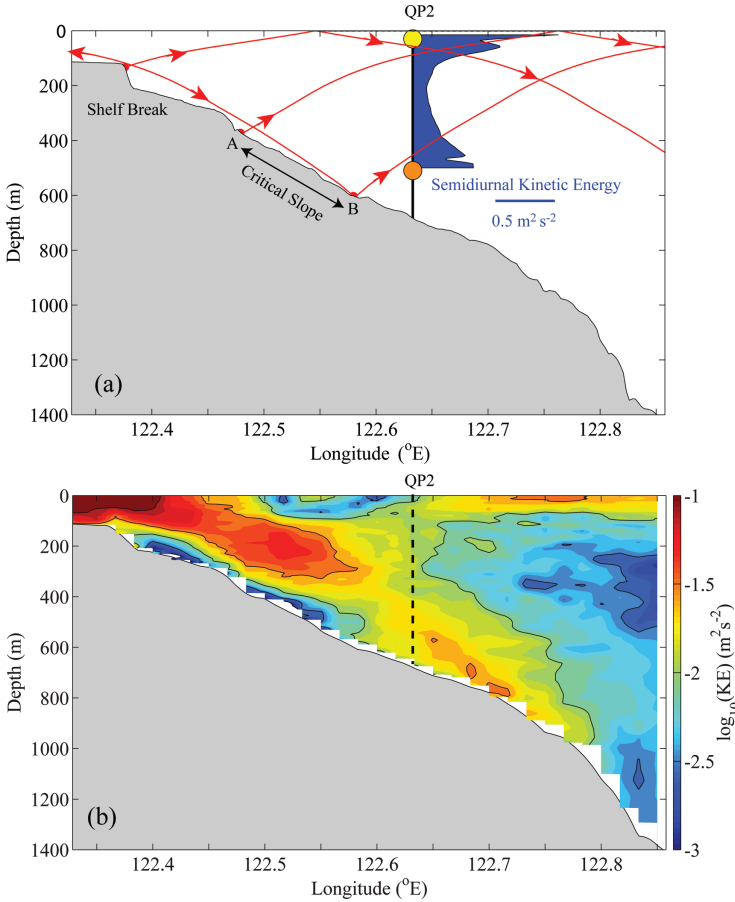 QP2
0
200
400
600
800
1000
1200
1400
Depth (m)
Shelf Break
A
Critical Slope
B
Semidiurnal Kinetic Energy
0.5 m² s⁻²
(a)
122.4 122.5 122.6 122.7 122.8
Longitude (°E)
QP2
0
200
400
600
800
1000
1200
1400
Depth (m)
(b)
122.4 122.5 122.6 122.7 122.8
Longitude (°E)
-1
-1.5
-2
-2.5
-3
log₁₀(KE) (m²s⁻²)